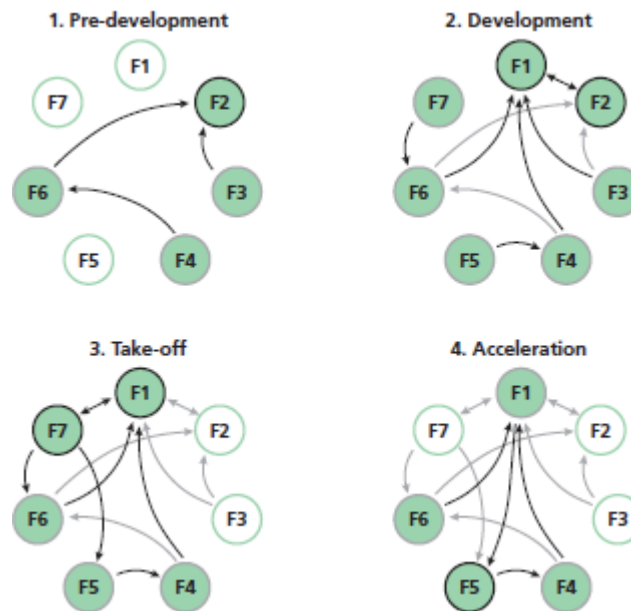 1. Pre-development
F1
F7
F2
F6
F3
F5
F4
2. Development
F1
F7
F2
F6
F3
F5
F4
3. Take-off
F1
F7
F2
F6
F3
F5
F4
4. Acceleration
F1
F7
F2
F6
F3
F5
F4